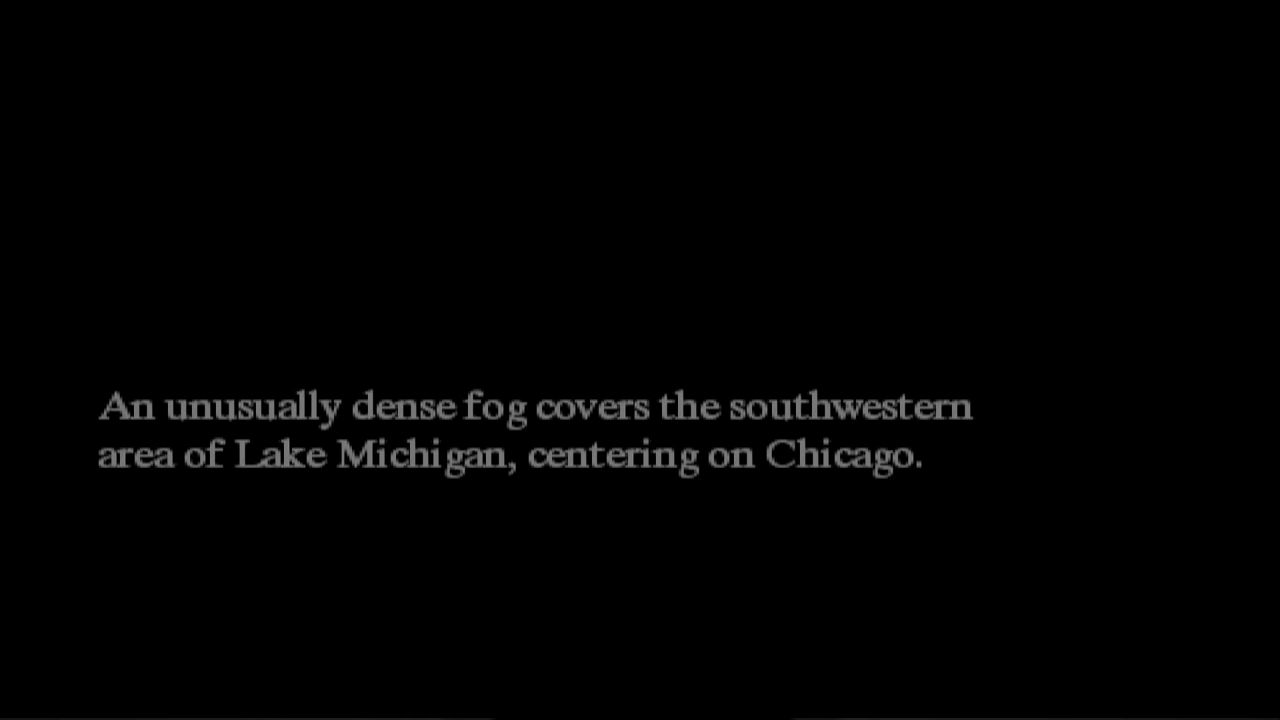 An unusually dense fog covers the southwestern
area of Lake Michigan, centering on Chicago.